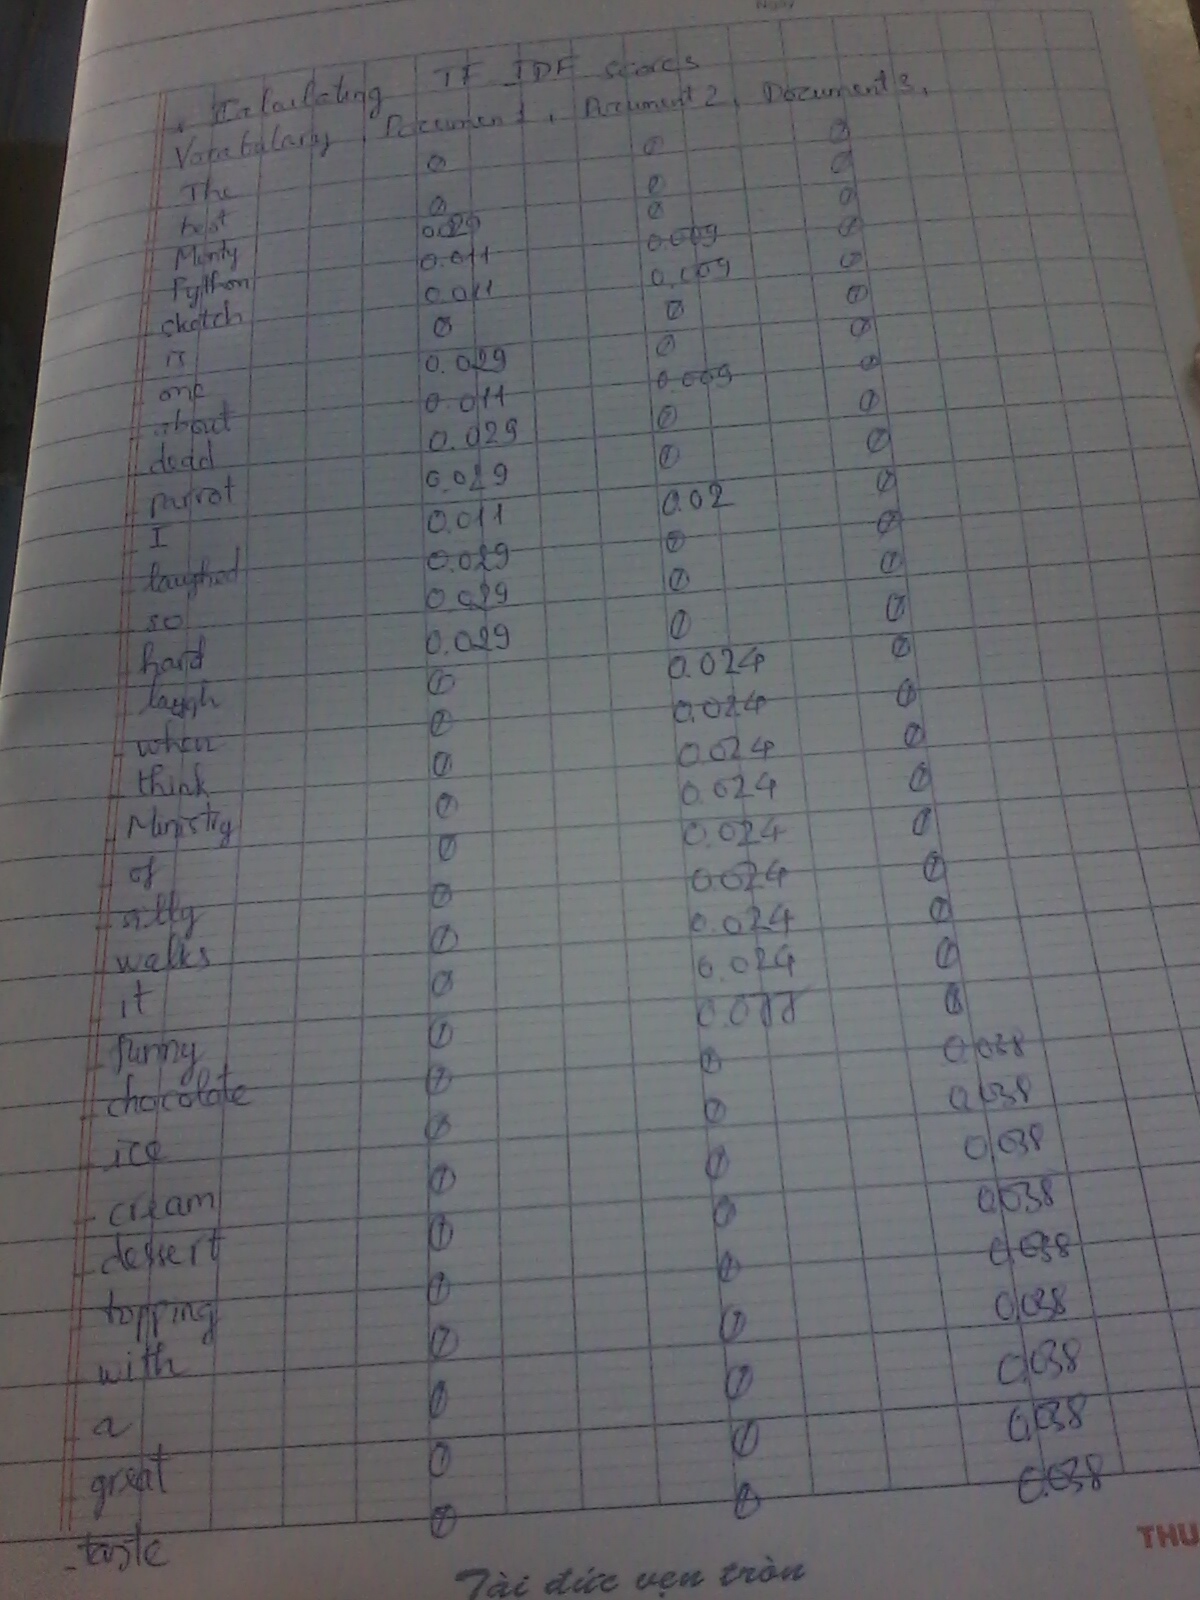 . Calculating TF_IDF scores
Vocabulary, Document 1, Document 2, Document 3.
The 0 0 0
best 0 0 0
Monty 0.029 0 0
Python 0.011 0.009 0
sketch 0.011 0.009 0
is 0 0 0
one 0.029 0 0
about 0.011 0.009 0
dead 0.029 0 0
parrot 0.029 0 0
I 0.011 0.02 0
laughed 0.029 0 0
so 0.029 0 0
hard 0.029 0 0
laugh 0 0.024 0
when 0 0.024 0
think 0 0.024 0
Ministry 0 0.024 0
of 0 0.024 0
silly 0 0.024 0
walks 0 0.024 0
it 0 0.024 0
funny 0 0
chocolate 0 0 0.038
ice 0 0 0.038
cream 0 0 0.038
dessert 0 0 0.038
topping 0 0 0.038
with 0 0 0.038
a 0 0 0.038
great 0 0 0.038
taste 0 0 0.038
THU
Tài đức vẹn tròn